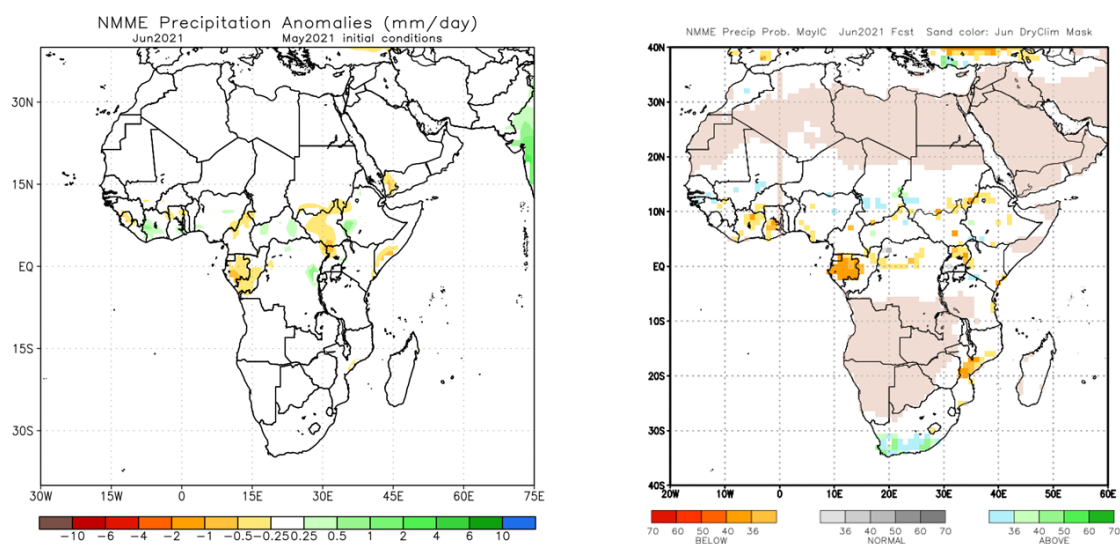 NMME Precipitation Anomalies (mm/day)
Jun2021 May2021 initial conditions
30N
15N
EQ
15S
30S
30W 15W 0 15E 30E 45E 60E 75E
-10 -6 -4 -2 -1 -0.5 -0.25 0.25 0.5 1 2 4 6 10
NMME Precip Prob. MayIC Jun2021 Fcst Sand color: Jun DryClim Mask
40N
30N
20N
10N
EQ
10S
20S
30S
40S
20W 10W 0 10E 20E 30E 40E 50E 60E
70 60 50 40 36 36 40 50 60 70 36 40 50 60 70
BELOW NORMAL ABOVE